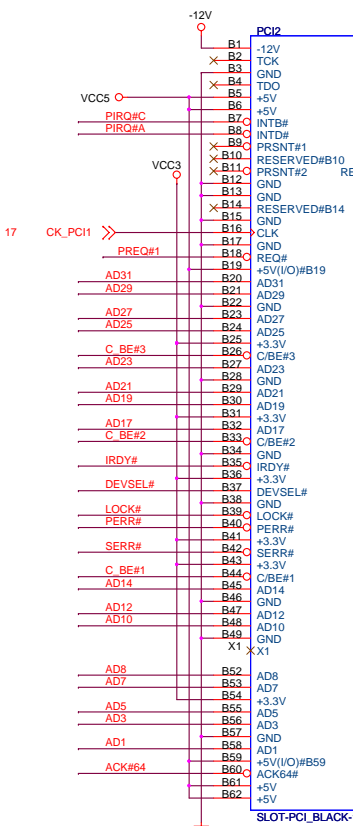 -12V
PCI2
B1 -12V
B2 TCK
B3 GND
B4 TDO
VCC5 B5 +5V
B6 +5V
PIRQ#C B7 INTB#
PIRQ#A B8 INTD#
B9 PRSNT#1
B10 RESERVED#B10
VCC3 B11 PRSNT#2 RE
B12 GND
B13 GND
B14 RESERVED#B14
B15 GND
17 CK_PCI1 B16 CLK
B17 GND
PREQ#1 B18 REQ#
B19 +5V(I/O)#B19
AD31 B20 AD31
AD29 B21 AD29
B22 GND
AD27 B23 AD27
AD25 B24 AD25
B25 +3.3V
C_BE#3 B26 C/BE#3
AD23 B27 AD23
B28 GND
AD21 B29 AD21
AD19 B30 AD19
B31 +3.3V
AD17 B32 AD17
C_BE#2 B33 C/BE#2
B34 GND
IRDY# B35 IRDY#
B36 +3.3V
DEVSEL# B37 DEVSEL#
B38 GND
LOCK# B39 LOCK#
PERR# B40 PERR#
B41 +3.3V
SERR# B42 SERR#
B43 +3.3V
C_BE#1 B44 C/BE#1
AD14 B45 AD14
B46 GND
AD12 B47 AD12
AD10 B48 AD10
B49 GND
X1 X1
AD8 B52 AD8
AD7 B53 AD7
B54 +3.3V
AD5 B55 AD5
AD3 B56 AD3
B57 GND
AD1 B58 AD1
B59 +5V(I/O)#B59
ACK#64 B60 ACK64#
B61 +5V
B62 +5V
SLOT-PCI_BLACK-